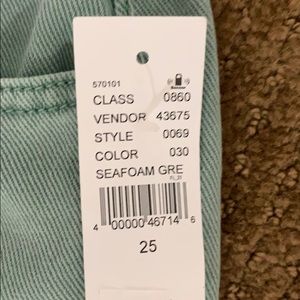 570101
CLASS 0860
VENDOR 43675
STYLE 0069
COLOR 030
SEAFOAM GRE
4 00000 46714 6
25